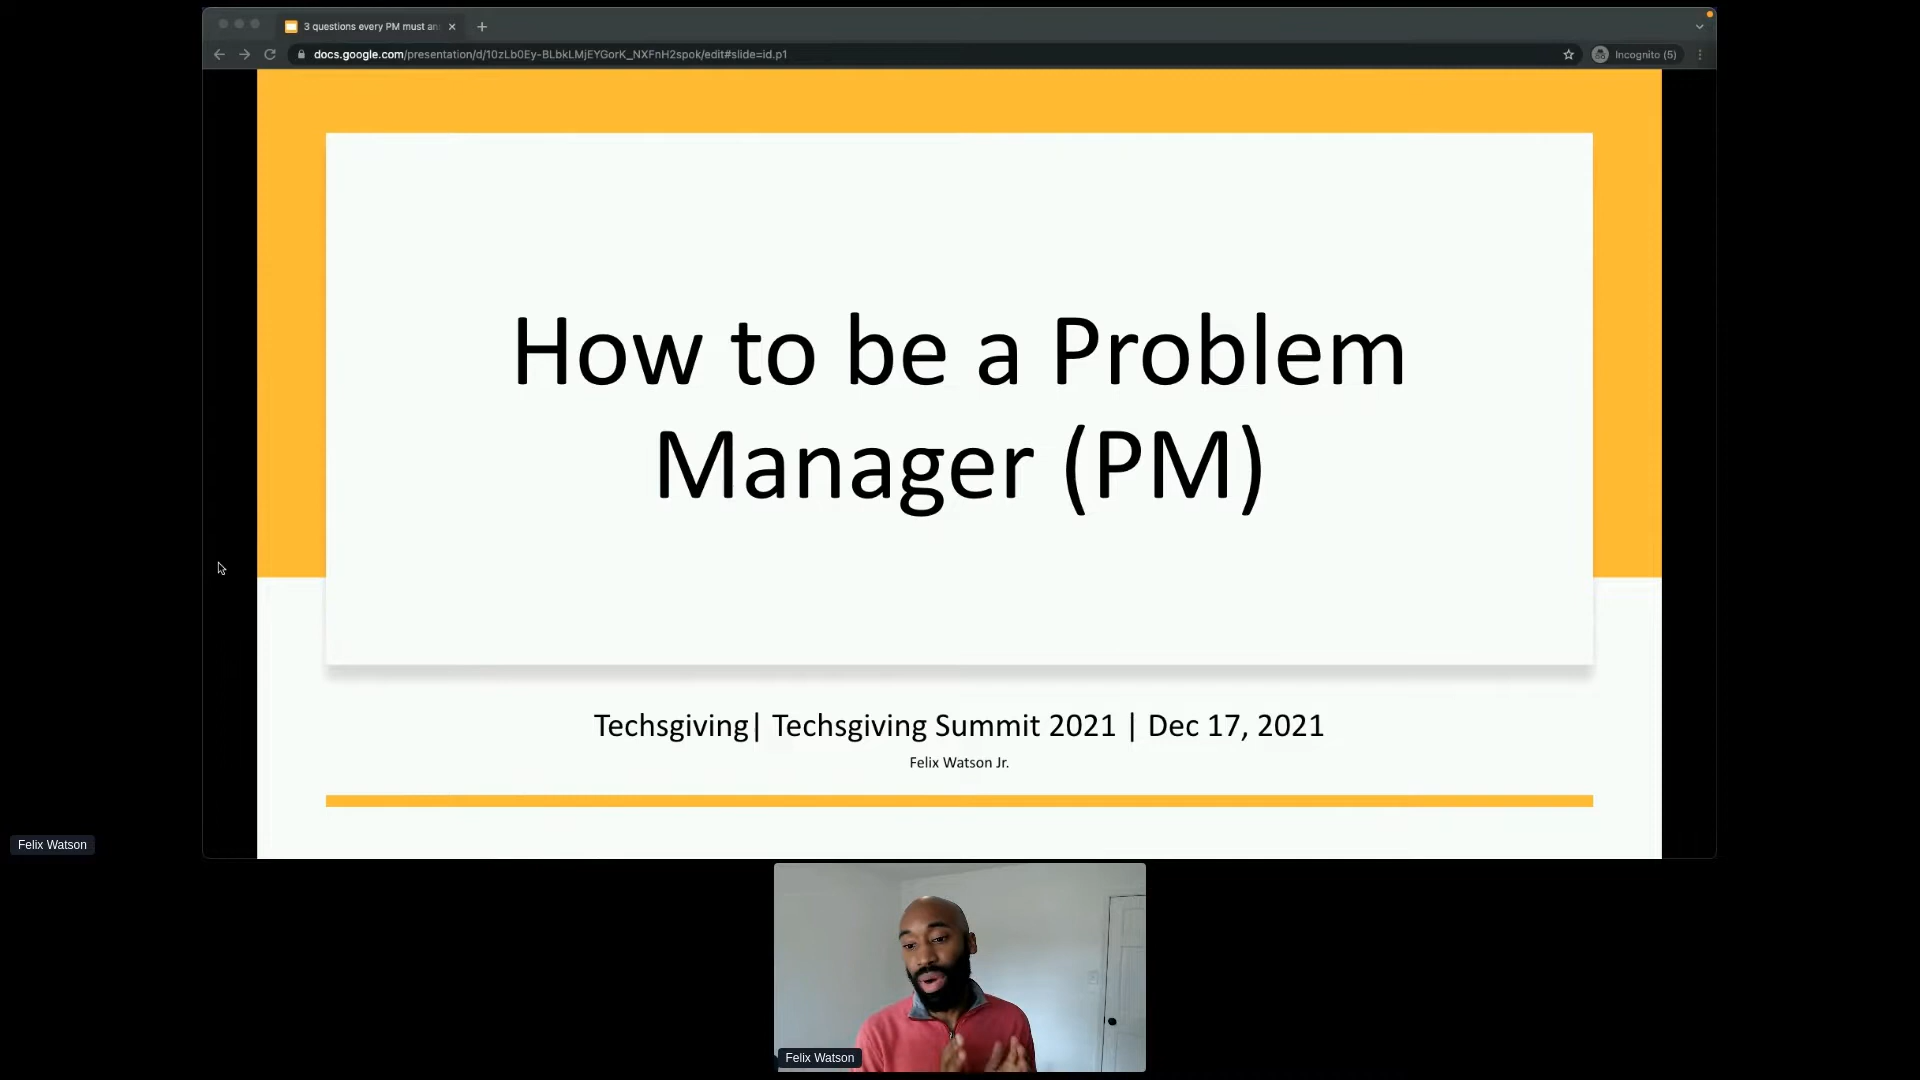 3 questions every PM must an
docs.google.com/presentation/d/10zLb0Ey-BLbkLMjEYGorK_NXFnH2spok/edit#slide=id.p1
Incognito (5)
How to be a Problem
Manager (PM)
Techsgiving| Techsgiving Summit 2021 | Dec 17, 2021
Felix Watson Jr.
Felix Watson
Felix Watson